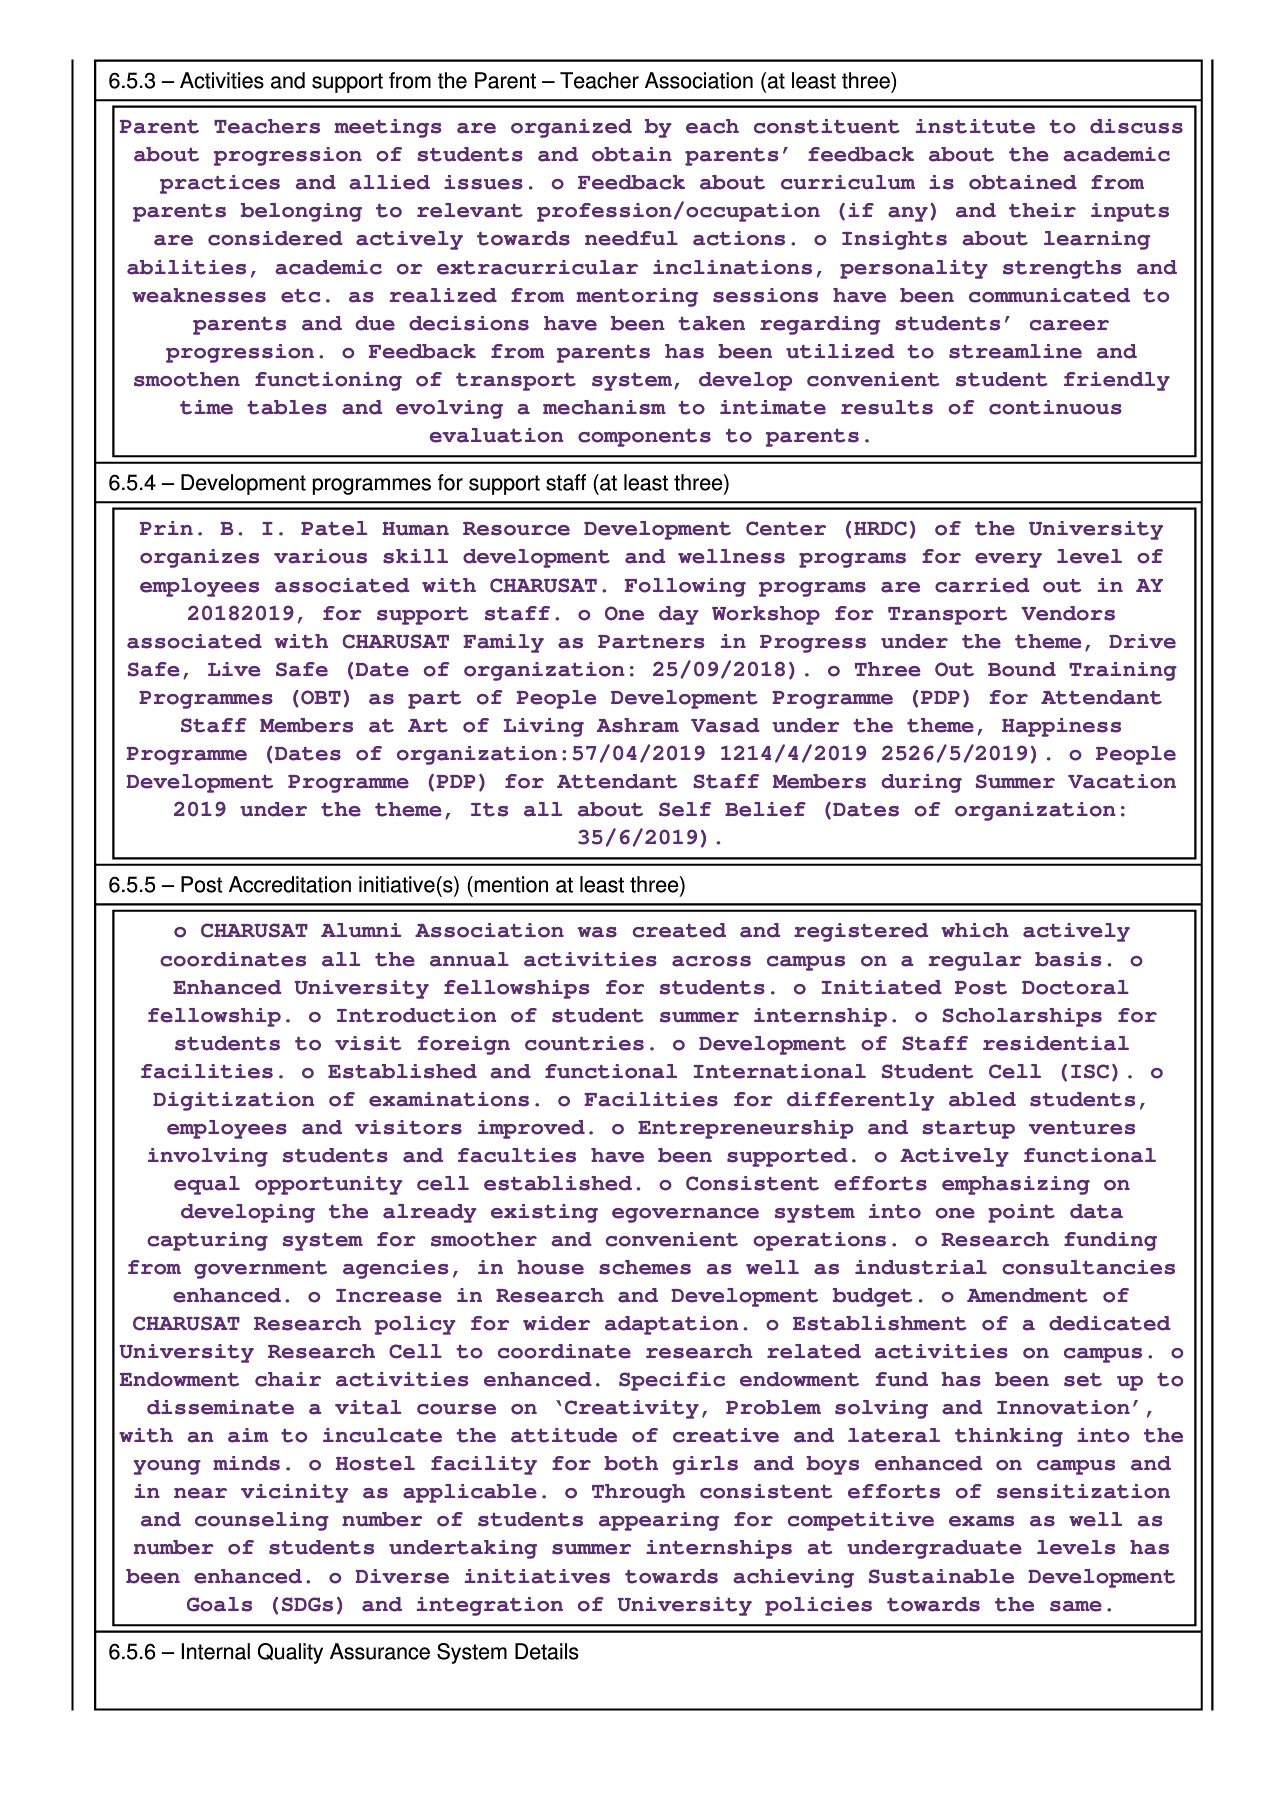 6.5.3 – Activities and support from the Parent – Teacher Association (at least three)
Parent Teachers meetings are organized by each constituent institute to discuss
about progression of students and obtain parents’ feedback about the academic
practices and allied issues. o Feedback about curriculum is obtained from
parents belonging to relevant profession/occupation (if any) and their inputs
are considered actively towards needful actions. o Insights about learning
abilities, academic or extracurricular inclinations, personality strengths and
weaknesses etc. as realized from mentoring sessions have been communicated to
parents and due decisions have been taken regarding students’ career
progression. o Feedback from parents has been utilized to streamline and
smoothen functioning of transport system, develop convenient student friendly
time tables and evolving a mechanism to intimate results of continuous
evaluation components to parents.
6.5.4 – Development programmes for support staff (at least three)
Prin. B. I. Patel Human Resource Development Center (HRDC) of the University
organizes various skill development and wellness programs for every level of
employees associated with CHARUSAT. Following programs are carried out in AY
20182019, for support staff. o One day Workshop for Transport Vendors
associated with CHARUSAT Family as Partners in Progress under the theme, Drive
Safe, Live Safe (Date of organization: 25/09/2018). o Three Out Bound Training
Programmes (OBT) as part of People Development Programme (PDP) for Attendant
Staff Members at Art of Living Ashram Vasad under the theme, Happiness
Programme (Dates of organization:57/04/2019 1214/4/2019 2526/5/2019). o People
Development Programme (PDP) for Attendant Staff Members during Summer Vacation
2019 under the theme, Its all about Self Belief (Dates of organization:
35/6/2019).
6.5.5 – Post Accreditation initiative(s) (mention at least three)
o CHARUSAT Alumni Association was created and registered which actively
coordinates all the annual activities across campus on a regular basis. o
Enhanced University fellowships for students. o Initiated Post Doctoral
fellowship. o Introduction of student summer internship. o Scholarships for
students to visit foreign countries. o Development of Staff residential
facilities. o Established and functional International Student Cell (ISC). o
Digitization of examinations. o Facilities for differently abled students,
employees and visitors improved. o Entrepreneurship and startup ventures
involving students and faculties have been supported. o Actively functional
equal opportunity cell established. o Consistent efforts emphasizing on
developing the already existing egovernance system into one point data
capturing system for smoother and convenient operations. o Research funding
from government agencies, in house schemes as well as industrial consultancies
enhanced. o Increase in Research and Development budget. o Amendment of
CHARUSAT Research policy for wider adaptation. o Establishment of a dedicated
University Research Cell to coordinate research related activities on campus. o
Endowment chair activities enhanced. Specific endowment fund has been set up to
disseminate a vital course on ‘Creativity, Problem solving and Innovation’,
with an aim to inculcate the attitude of creative and lateral thinking into the
young minds. o Hostel facility for both girls and boys enhanced on campus and
in near vicinity as applicable. o Through consistent efforts of sensitization
and counseling number of students appearing for competitive exams as well as
number of students undertaking summer internships at undergraduate levels has
been enhanced. o Diverse initiatives towards achieving Sustainable Development
Goals (SDGs) and integration of University policies towards the same.
6.5.6 – Internal Quality Assurance System Details